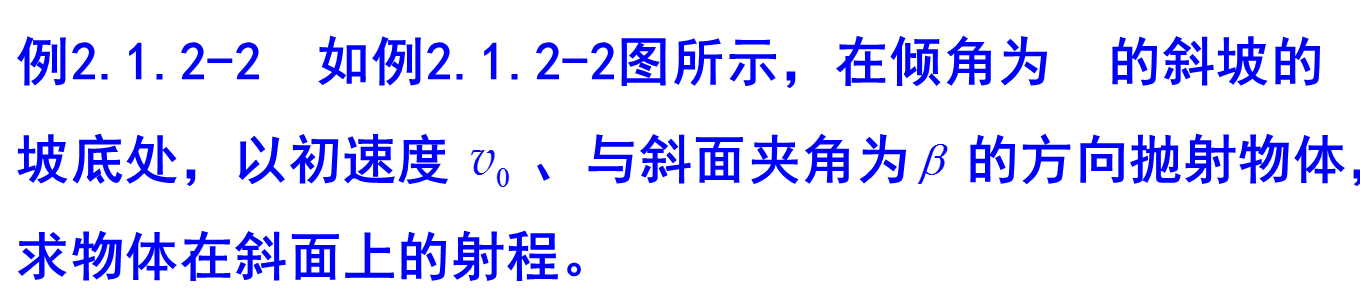 例2.1.2-2 如例2.1.2-2图所示，在倾角为 的斜坡的
坡底处，以初速度 v₀ 、与斜面夹角为 β 的方向抛射物体，
求物体在斜面上的射程。